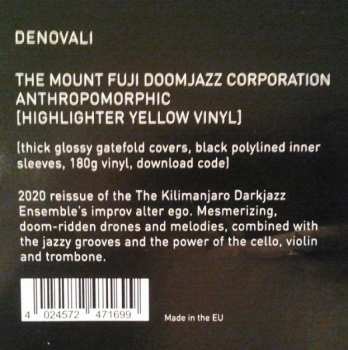 DENOVALI
THE MOUNT FUJI DOOMJAZZ CORPORATION
ANTHROPOMORPHIC
[HIGHLIGHTER YELLOW VINYL]
[thick glossy gatefold covers, black polylined inner
sleeves, 180g vinyl, download code]
2020 reissue of the The Kilimanjaro Darkjazz
Ensemble's improv alter ego. Mesmerizing,
doom-ridden drones and melodies, combined with
the jazzy grooves and the power of the cello, violin
and trombone.
4 024572 471699
Made in the EU